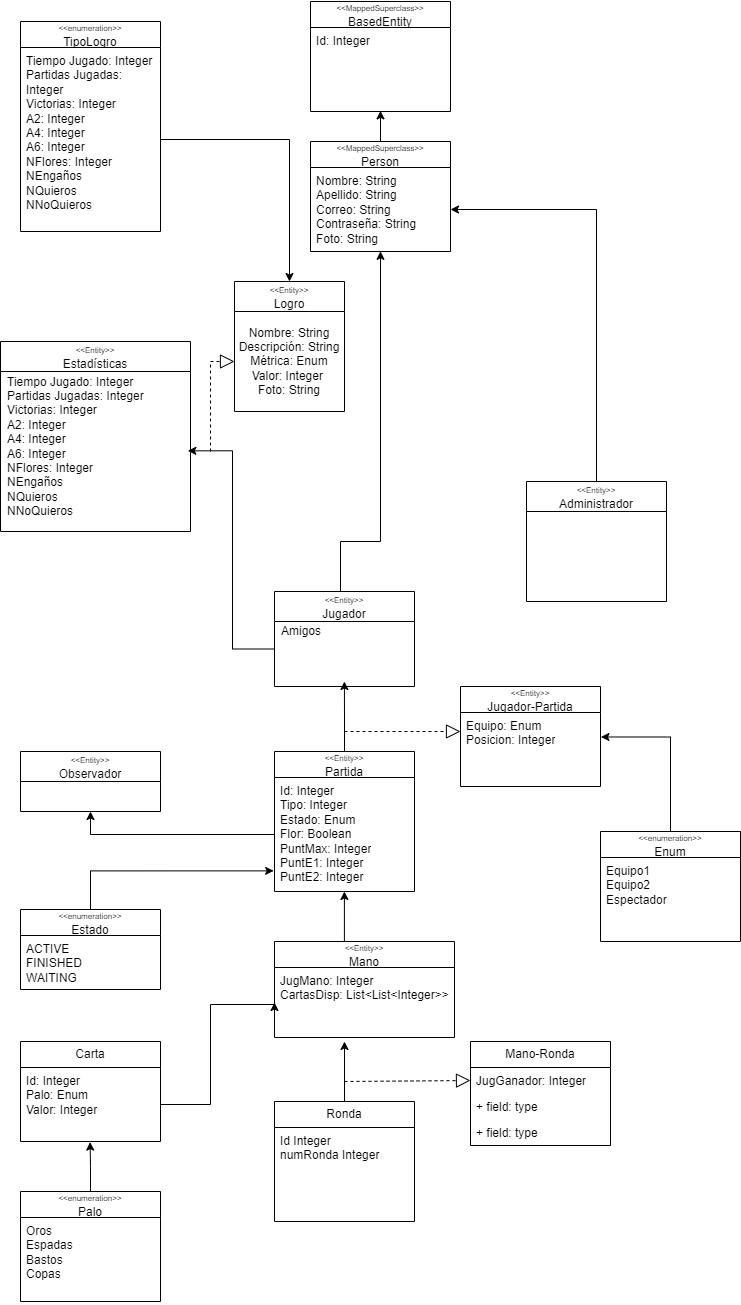 <<enumeration>>
TipoLogro
Tiempo Jugado: Integer
Partidas Jugadas:
Integer
Victorias: Integer
A2: Integer
A4: Integer
A6: Integer
NFlores: Integer
NEngaños
NQuieros
NNoQuieros
<<MappedSuperclass>>
BasedEntity
Id: Integer
<<MappedSuperclass>>
Person
Nombre: String
Apellido: String
Correo: String
Contraseña: String
Foto: String
<<Entity>>
Logro
Nombre: String
Descripción: String
Métrica: Enum
Valor: Integer
Foto: String
<<Entity>>
Estadísticas
Tiempo Jugado: Integer
Partidas Jugadas: Integer
Victorias: Integer
A2: Integer
A4: Integer
A6: Integer
NFlores: Integer
NEngaños
NQuieros
NNoQuieros
<<Entity>>
Administrador
<<Entity>>
Jugador
Amigos
<<Entity>>
Jugador-Partida
Equipo: Enum
Posicion: Integer
<<Entity>>
Observador
<<Entity>>
Partida
Id: Integer
Tipo: Integer
Estado: Enum
Flor: Boolean
PuntMax: Integer
PuntE1: Integer
PuntE2: Integer
<<enumeration>>
Enum
Equipo1
Equipo2
Espectador
<<enumeration>>
Estado
ACTIVE
FINISHED
WAITING
<<Entity>>
Mano
JugMano: Integer
CartasDisp: List<List<Integer>>
Carta
Id: Integer
Palo: Enum
Valor: Integer
Mano-Ronda
JugGanador: Integer
+ field: type
+ field: type
Ronda
Id Integer
numRonda Integer
<<enumeration>>
Palo
Oros
Espadas
Bastos
Copas